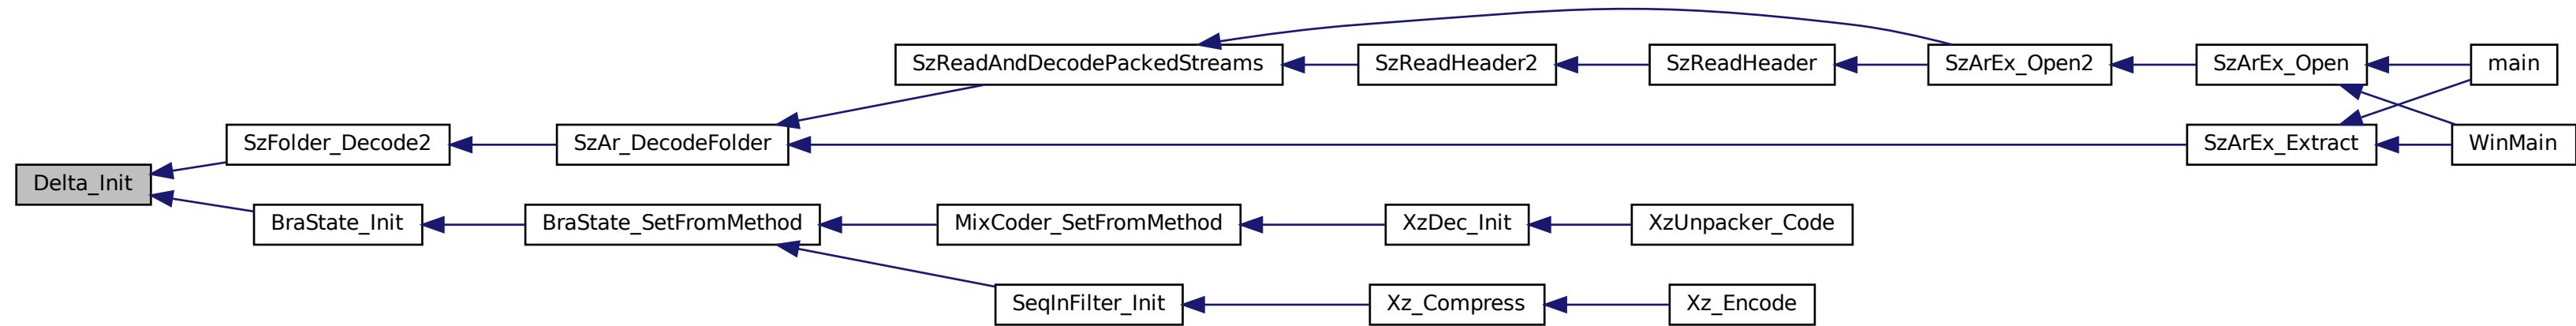 SzReadAndDecodePackedStreams
SzReadHeader2
SzReadHeader
SzArEx_Open2
SzArEx_Open
main
SzFolder_Decode2
SzAr_DecodeFolder
SzArEx_Extract
WinMain
Delta_Init
BraState_Init
BraState_SetFromMethod
MixCoder_SetFromMethod
XzDec_Init
XzUnpacker_Code
SeqInFilter_Init
Xz_Compress
Xz_Encode